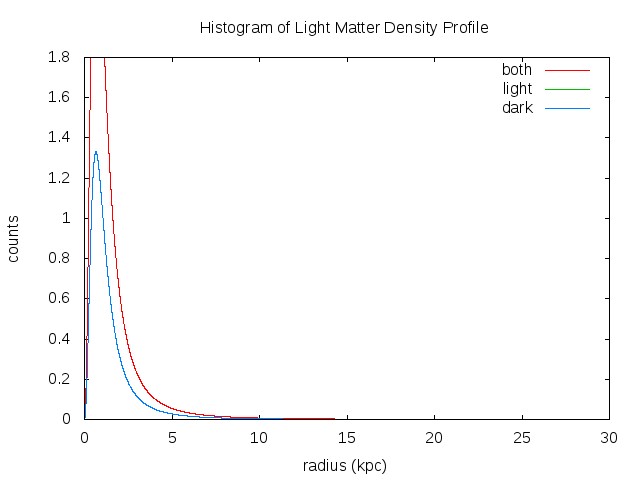 Histogram of Light Matter Density Profile
both
light
dark
1.8
1.6
1.4
1.2
1
0.8
0.6
0.4
0.2
0
counts
0 5 10 15 20 25 30
radius (kpc)